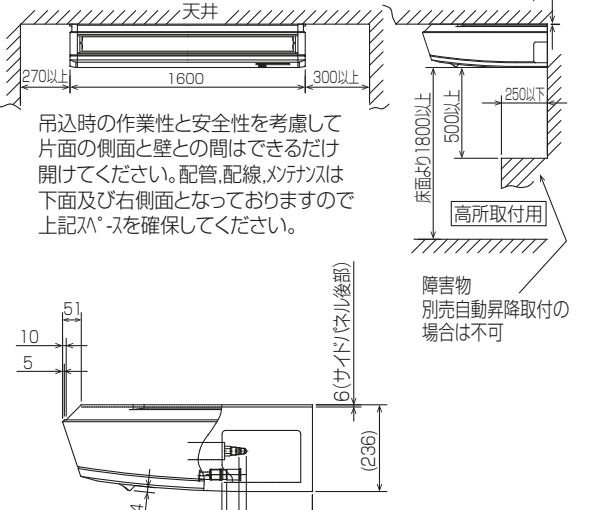 天井
270以上
1600
300以上
吊込時の作業性と安全性を考慮して
片面の側面と壁との間はできるだけ
開けてください。配管,配線,メンテナンスは
下面及び右側面となっておりますので
上記スペ-スを確保してください。
床面より1800以上
500以上
250以下
高所取付用
障害物
別売自動昇降取付の
場合は不可
51
10
5
6(サイドパネル後部)
(236)